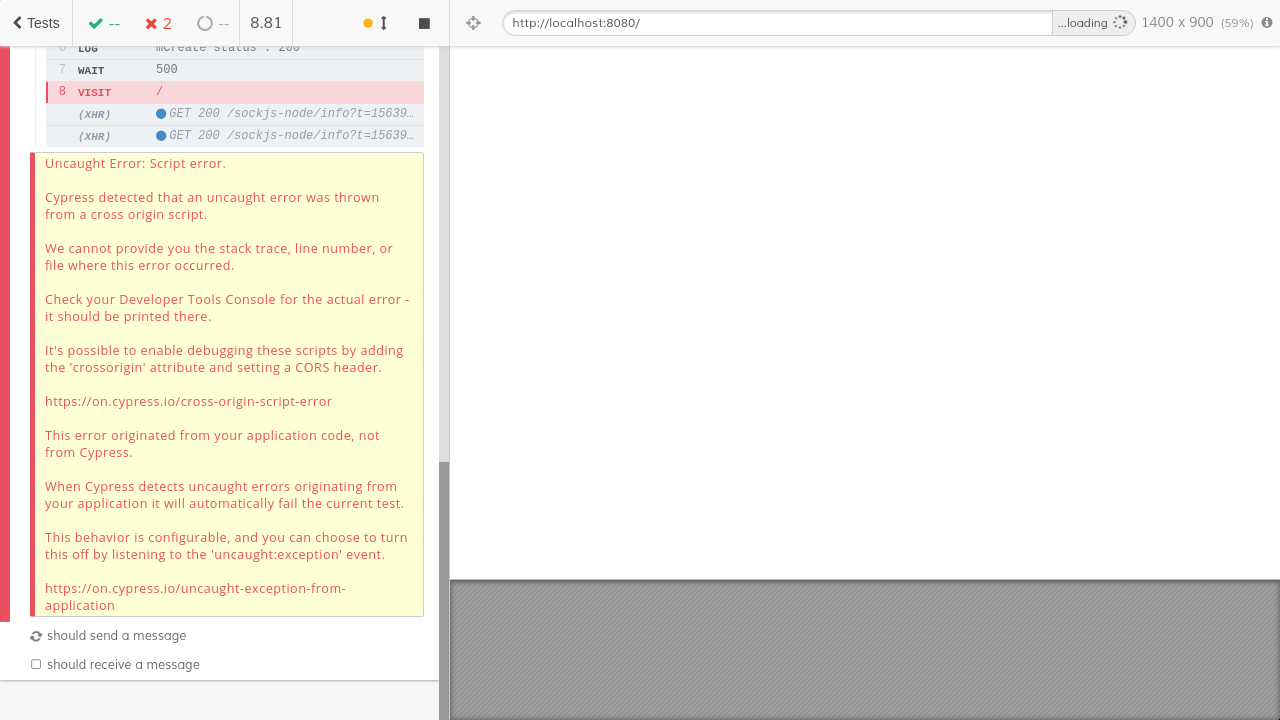 Tests -- 2 -- 8.81
http://localhost:8080/ ...loading 1400 x 900 (59%)
6 LOG mCreate status : 200
7 WAIT 500
8 VISIT /
(XHR) GET 200 /sockjs-node/info?t=15639…
(XHR) GET 200 /sockjs-node/info?t=15639…
Uncaught Error: Script error.
Cypress detected that an uncaught error was thrown
from a cross origin script.
We cannot provide you the stack trace, line number, or
file where this error occurred.
Check your Developer Tools Console for the actual error -
it should be printed there.
It's possible to enable debugging these scripts by adding
the 'crossorigin' attribute and setting a CORS header.
https://on.cypress.io/cross-origin-script-error
This error originated from your application code, not
from Cypress.
When Cypress detects uncaught errors originating from
your application it will automatically fail the current test.
This behavior is configurable, and you can choose to turn
this off by listening to the 'uncaught:exception' event.
https://on.cypress.io/uncaught-exception-from-
application
should send a message
should receive a message